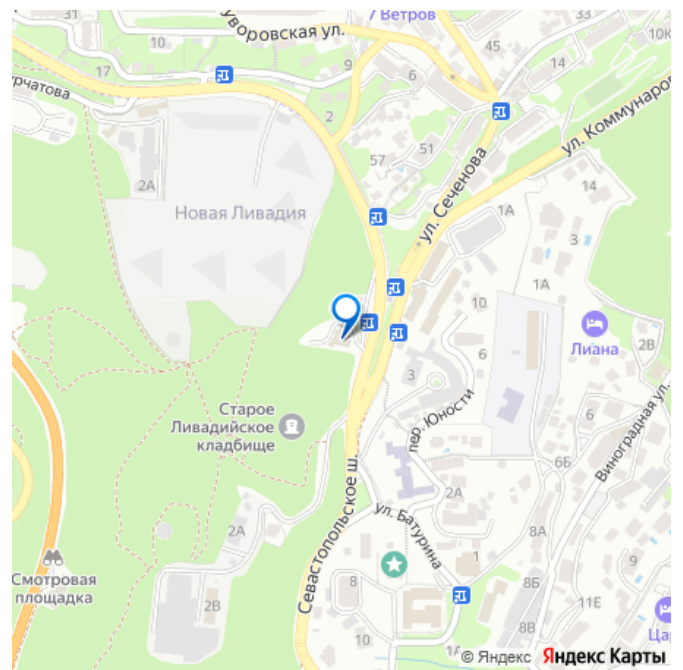 31
10
уворовская ул.
7 Ветров
45
10К
17
9
6
14
рчатова
2
51
57
ул. Сеченова
ул. Коммунаров
2А
Новая Ливадия
1А
14
3
1А
10
6
Лиана
2В
3
Старое
Ливадийское
кладбище
пер. Юности
6
Виноградная ул.
6Б
2А
2А
8А
Севастопольское ш.
ул. Батурина
1
9
8
8Б
Смотровая
площадка
2В
11Е
8В
10
Цар
© Яндекс Яндекс Карты